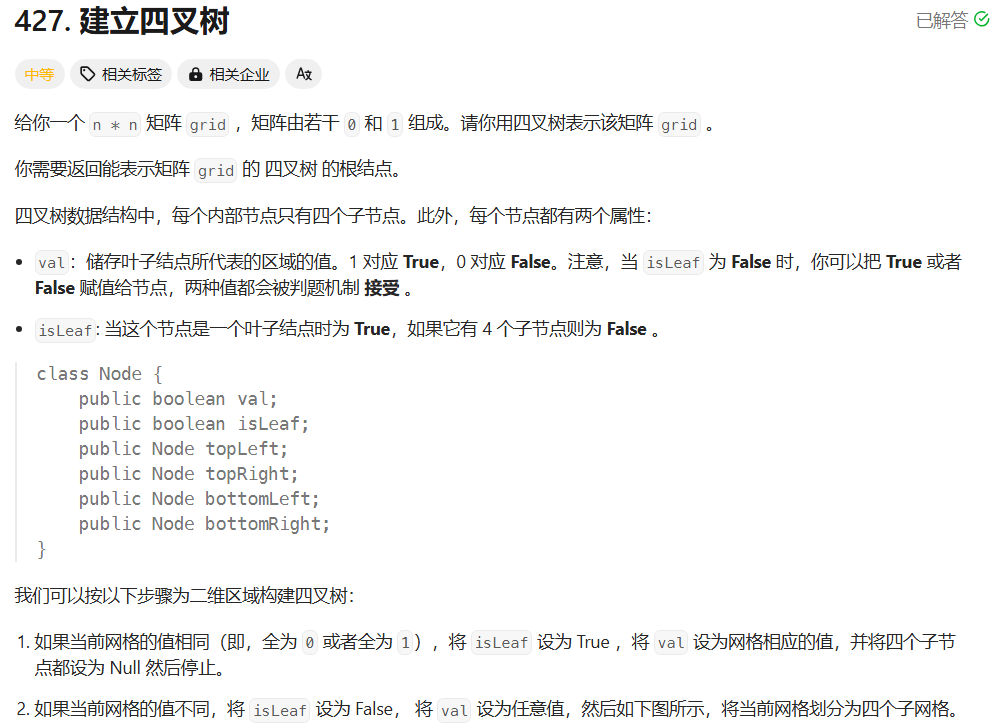 427. 建立四叉树
已解答
中等 相关标签 相关企业 Aあ
给你一个 n * n 矩阵 grid ，矩阵由若干 0 和 1 组成。请你用四叉树表示该矩阵 grid 。
你需要返回能表示矩阵 grid 的 四叉树 的根结点。
四叉树数据结构中，每个内部节点只有四个子节点。此外，每个节点都有两个属性：
• val：储存叶子结点所代表的区域的值。1 对应 True，0 对应 False。注意，当 isLeaf 为 False 时，你可以把 True 或者
False 赋值给节点，两种值都会被判题机制 接受 。
• isLeaf: 当这个节点是一个叶子结点时为 True，如果它有 4 个子节点则为 False 。
class Node {
public boolean val;
public boolean isLeaf;
public Node topLeft;
public Node topRight;
public Node bottomLeft;
public Node bottomRight;
}
我们可以按以下步骤为二维区域构建四叉树：
1. 如果当前网格的值相同（即，全为 0 或者全为 1），将 isLeaf 设为 True ，将 val 设为网格相应的值，并将四个子节
点都设为 Null 然后停止。
2. 如果当前网格的值不同，将 isLeaf 设为 False， 将 val 设为任意值，然后如下图所示，将当前网格划分为四个子网格。